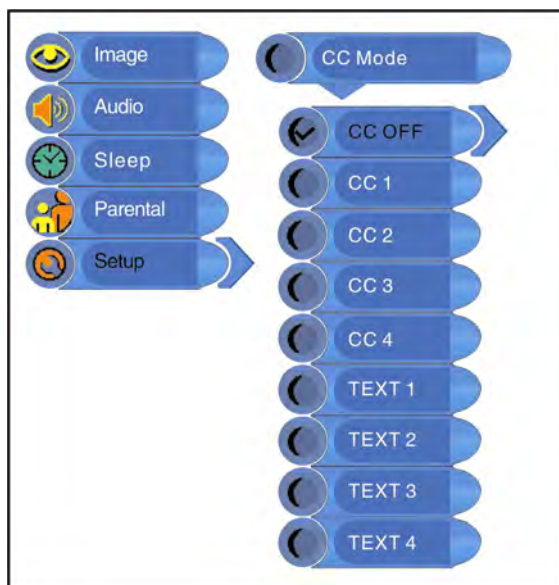 Image
Audio
Sleep
Parental
Setup
CC Mode
CC OFF
CC 1
CC 2
CC 3
CC 4
TEXT 1
TEXT 2
TEXT 3
TEXT 4